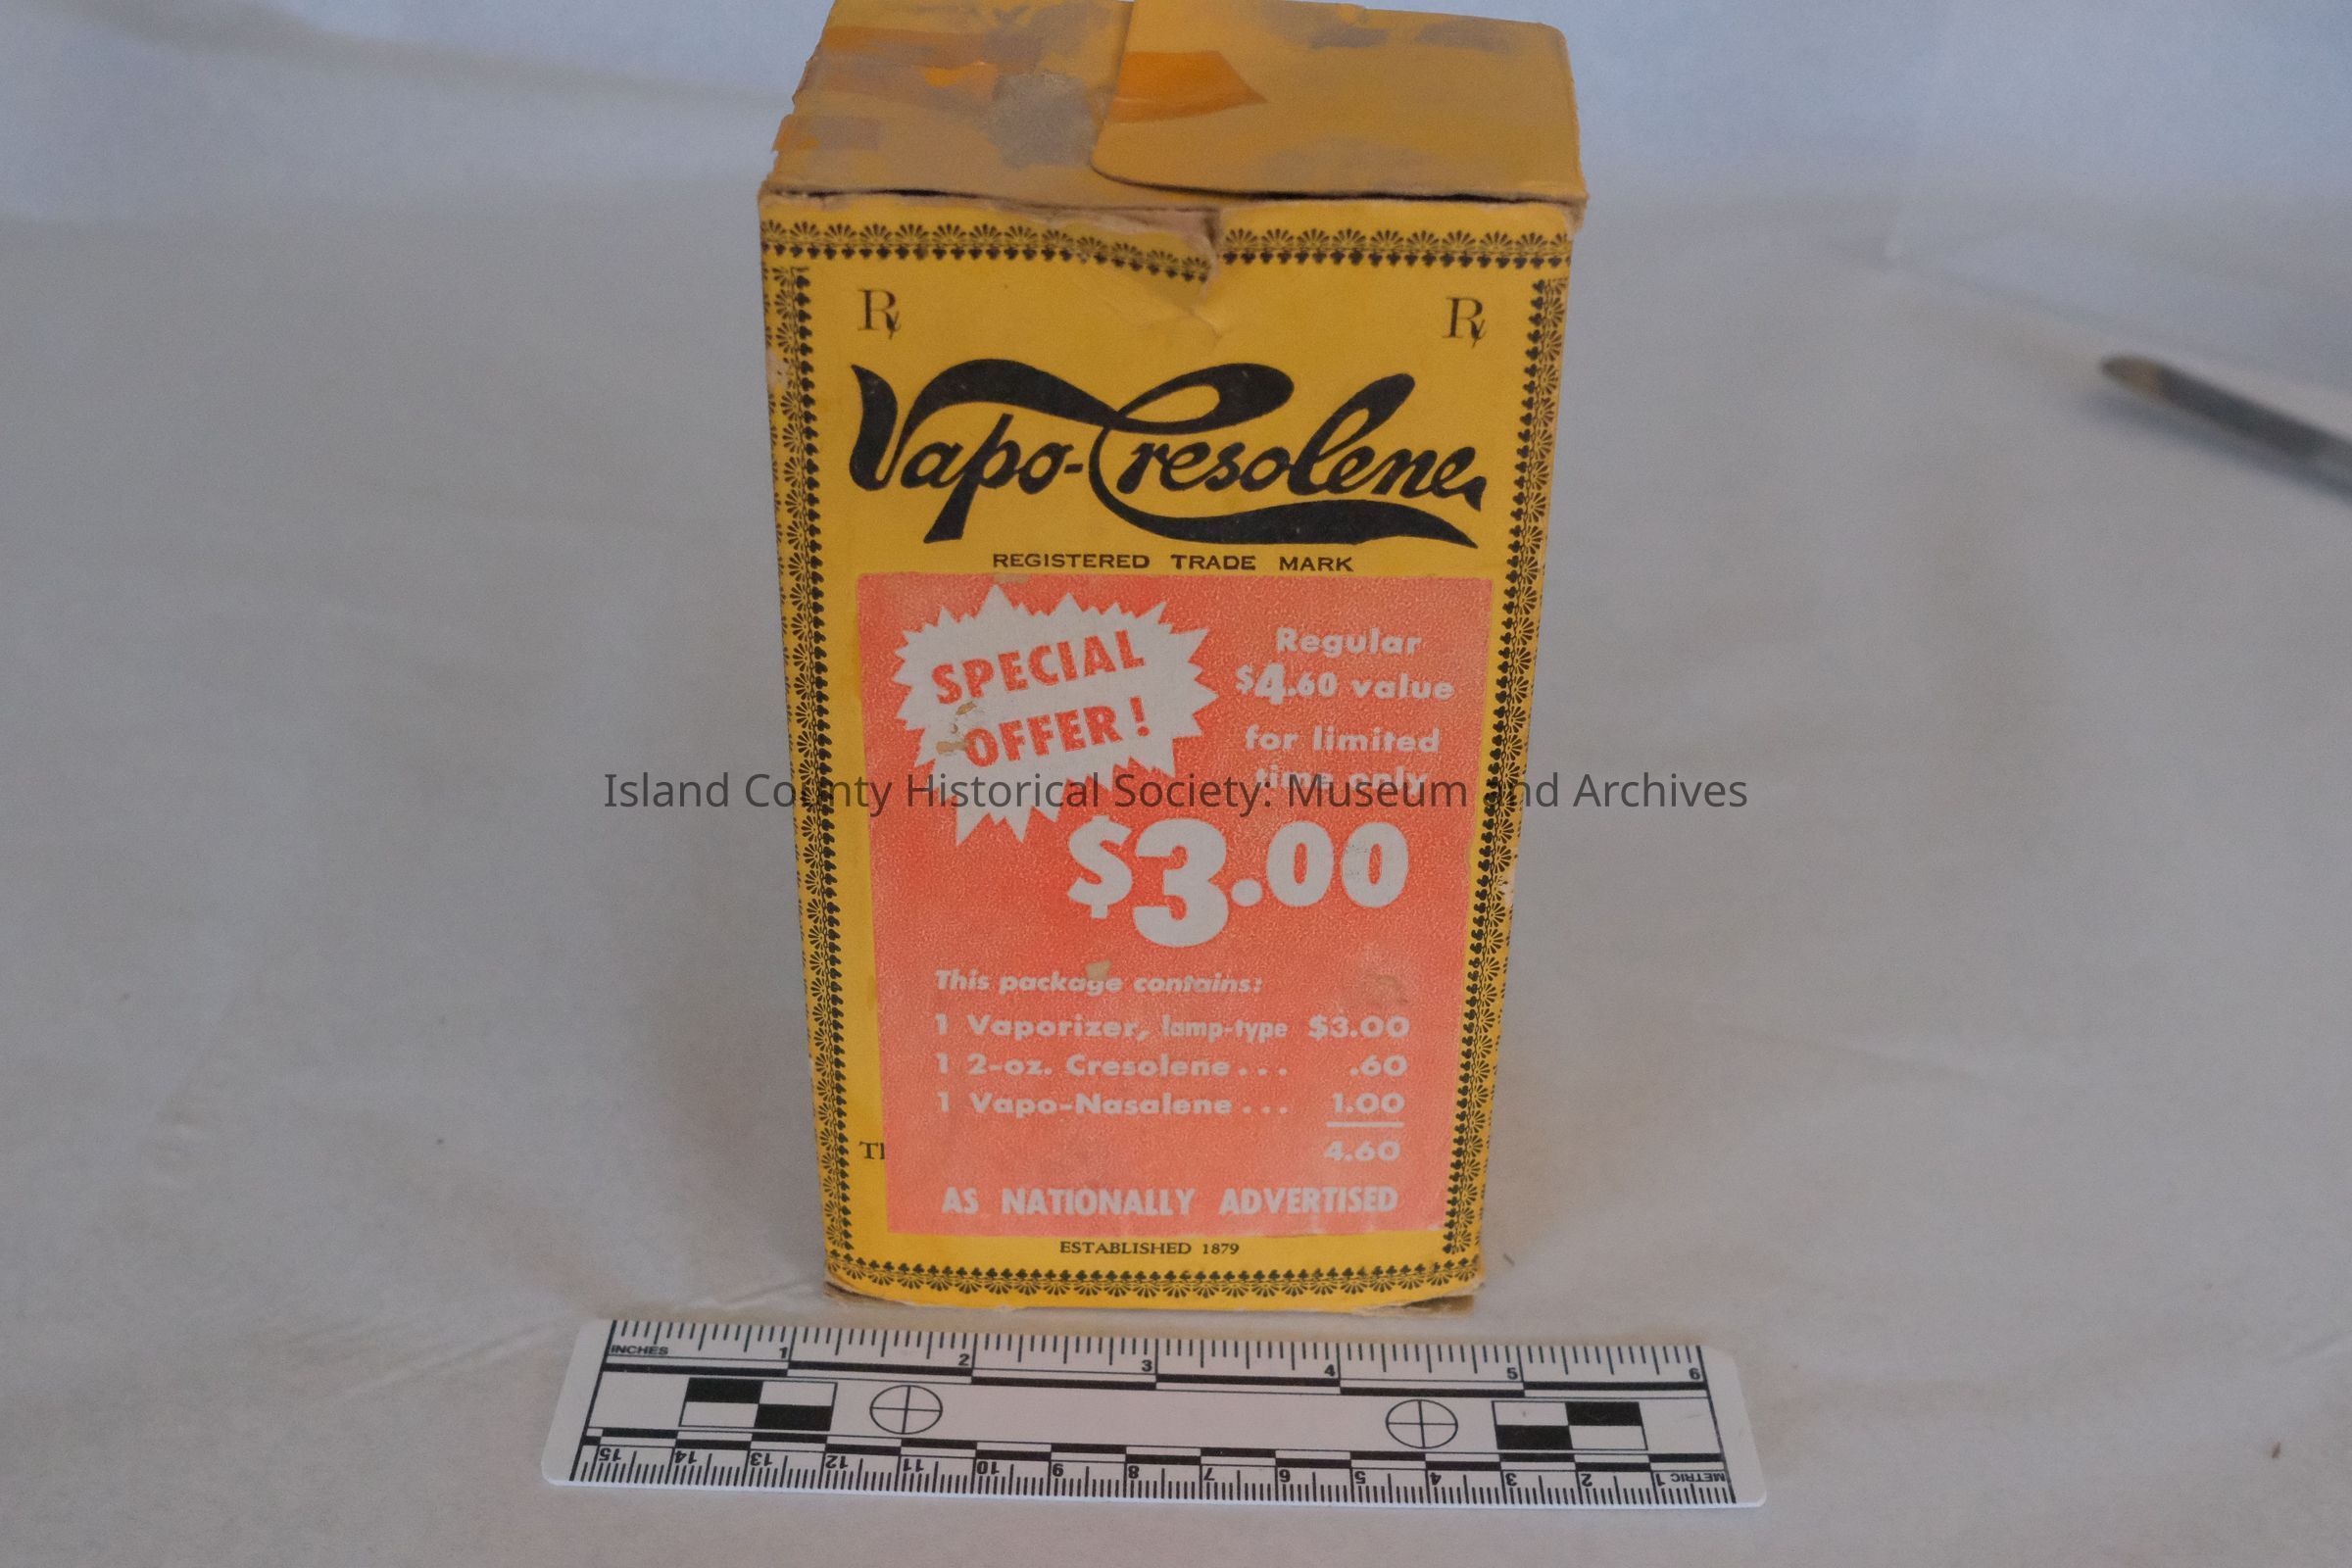 ℞ ℞
Vapo-Cresolene
REGISTERED TRADE MARK
SPECIAL
OFFER!
Regular
$4.60 value
for limited
time only
$3.00
This package contains:
1 Vaporizer, lamp-type $3.00
1 2-oz. Cresolene... .60
1 Vapo-Nasalene... 1.00
4.60
AS NATIONALLY ADVERTISED
ESTABLISHED 1879
Island County Historical Society: Museum and Archives
INCHES 1 2 3 4 5 6
15 14 13 12 11 10 9 8 7 6 5 4 3 2 1 METRIC